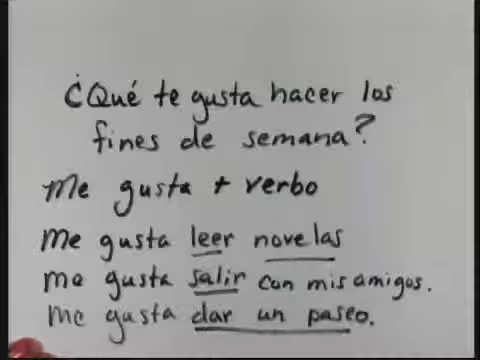 ¿Qué te gusta hacer los
fines de semana?
Me gusta + verbo
Me gusta leer novelas
me gusta salir con mis amigos.
Me gusta dar un paseo.